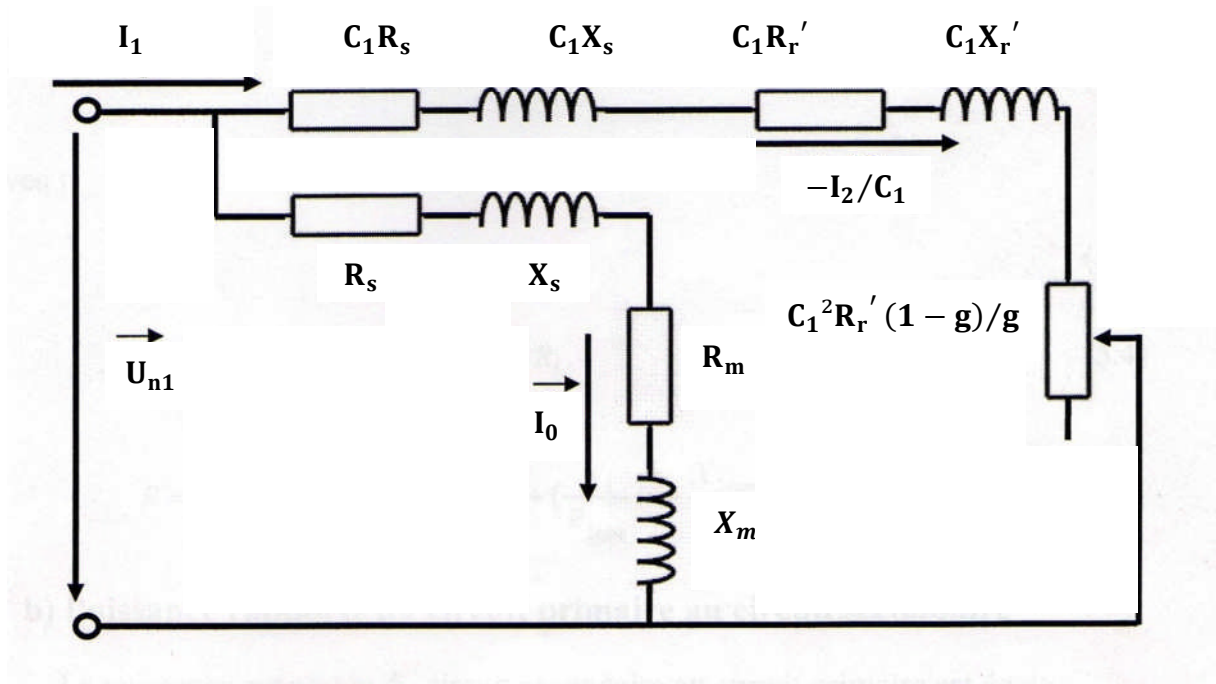 I₁ C₁Rₛ C₁Xₛ C₁Rᵣ′ C₁Xᵣ′
−I₂/C₁
Rₛ Xₛ
C₁²Rᵣ′ (1 − g)/g
Uₙ₁ Rₘ
I₀
Xₘ